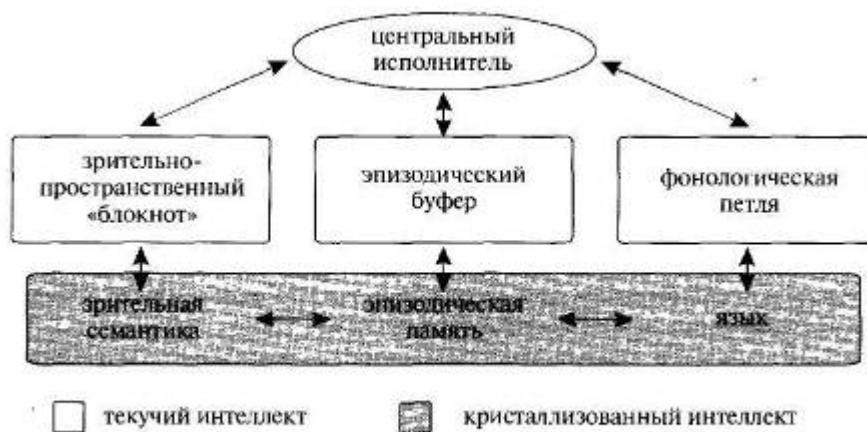 центральный
исполнитель
зрительно-
пространственный
«блокнот»
эпизодический
буфер
фонологическая
петля
зрительная
семантика
эпизодическая
память
язык
текучий интеллект
кристаллизованный интеллект